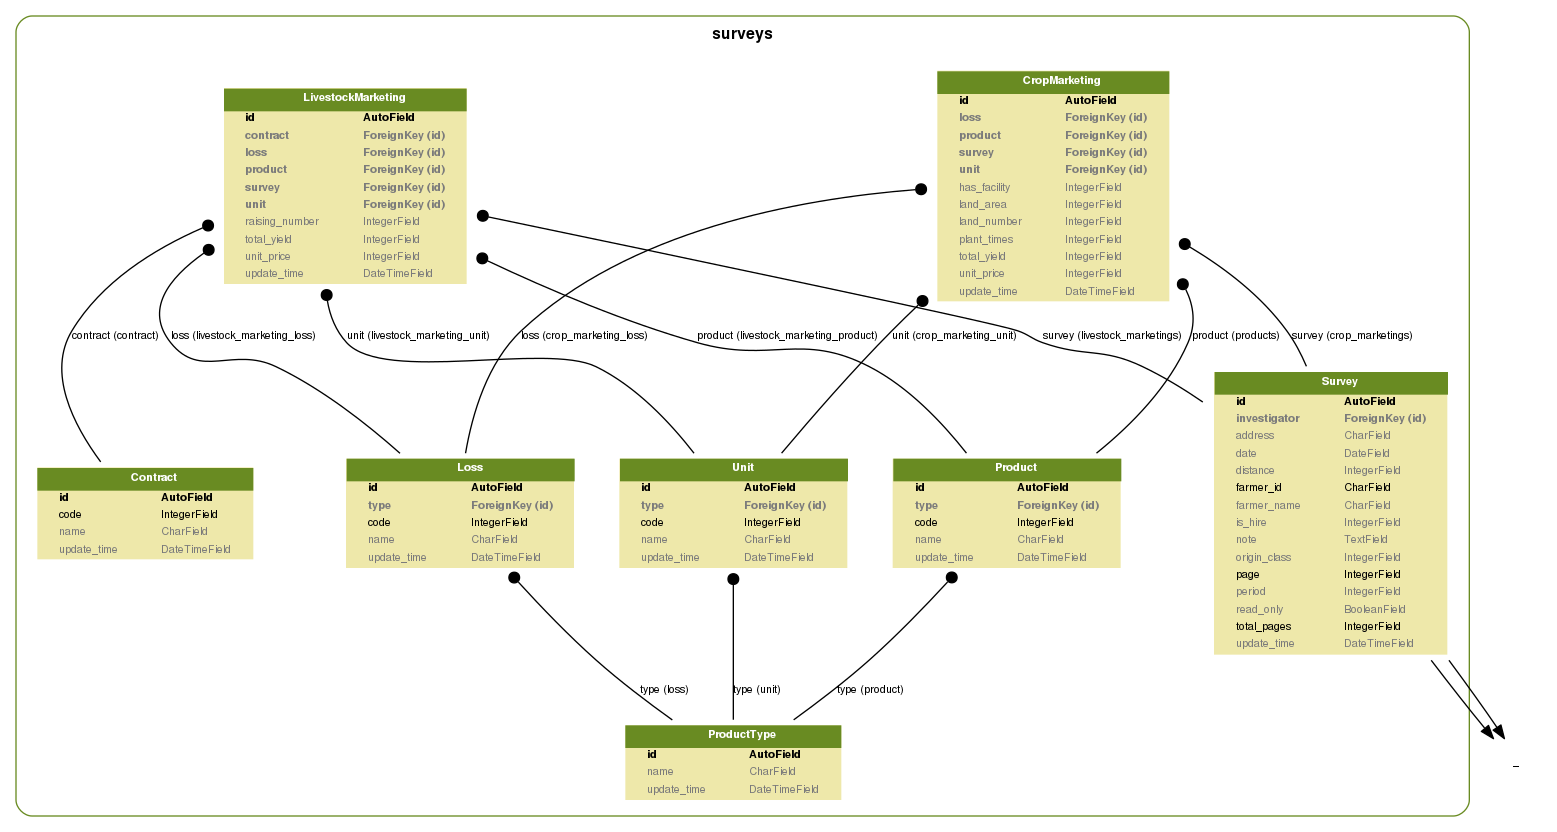 surveys
LivestockMarketing
id AutoField
contract ForeignKey (id)
loss ForeignKey (id)
product ForeignKey (id)
survey ForeignKey (id)
unit ForeignKey (id)
raising_number IntegerField
total_yield IntegerField
unit_price IntegerField
update_time DateTimeField
CropMarketing
id AutoField
loss ForeignKey (id)
product ForeignKey (id)
survey ForeignKey (id)
unit ForeignKey (id)
has_facility IntegerField
land_area IntegerField
land_number IntegerField
plant_times IntegerField
total_yield IntegerField
unit_price IntegerField
update_time DateTimeField
contract (contract)
loss (livestock_marketing_loss)
unit (livestock_marketing_unit)
loss (crop_marketing_loss)
product (livestock_marketing_product)
unit (crop_marketing_unit)
survey (livestock_marketings)
product (products)
survey (crop_marketings)
Contract
id AutoField
code IntegerField
name CharField
update_time DateTimeField
Loss
id AutoField
type ForeignKey (id)
code IntegerField
name CharField
update_time DateTimeField
Unit
id AutoField
type ForeignKey (id)
code IntegerField
name CharField
update_time DateTimeField
Product
id AutoField
type ForeignKey (id)
code IntegerField
name CharField
update_time DateTimeField
Survey
id AutoField
investigator ForeignKey (id)
address CharField
date DateField
distance IntegerField
farmer_id CharField
farmer_name CharField
is_hire IntegerField
note TextField
origin_class IntegerField
page IntegerField
period IntegerField
read_only BooleanField
total_pages IntegerField
update_time DateTimeField
type (loss)
type (unit)
type (product)
ProductType
id AutoField
name CharField
update_time DateTimeField
_